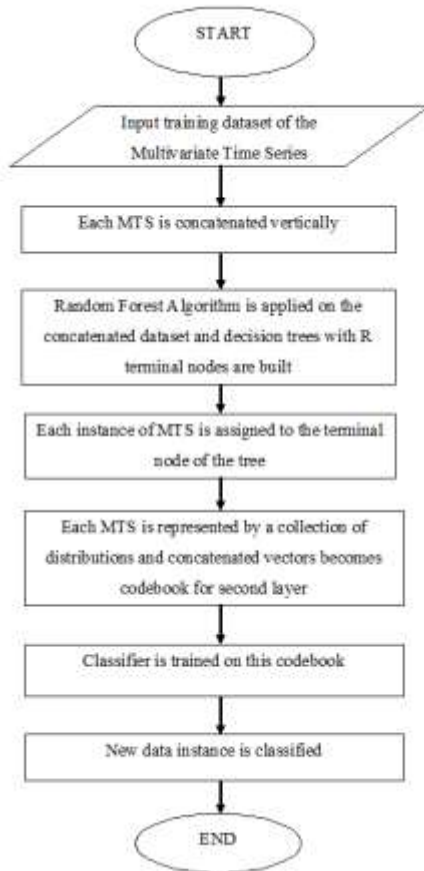 START
Input training dataset of the
Multivariate Time Series
Each MTS is concatenated vertically
Random Forest Algorithm is applied on the
concatenated dataset and decision trees with R
terminal nodes are built
Each instance of MTS is assigned to the terminal
node of the tree
Each MTS is represented by a collection of
distributions and concatenated vectors becomes
codebook for second layer
Classifier is trained on this codebook
New data instance is classified
END